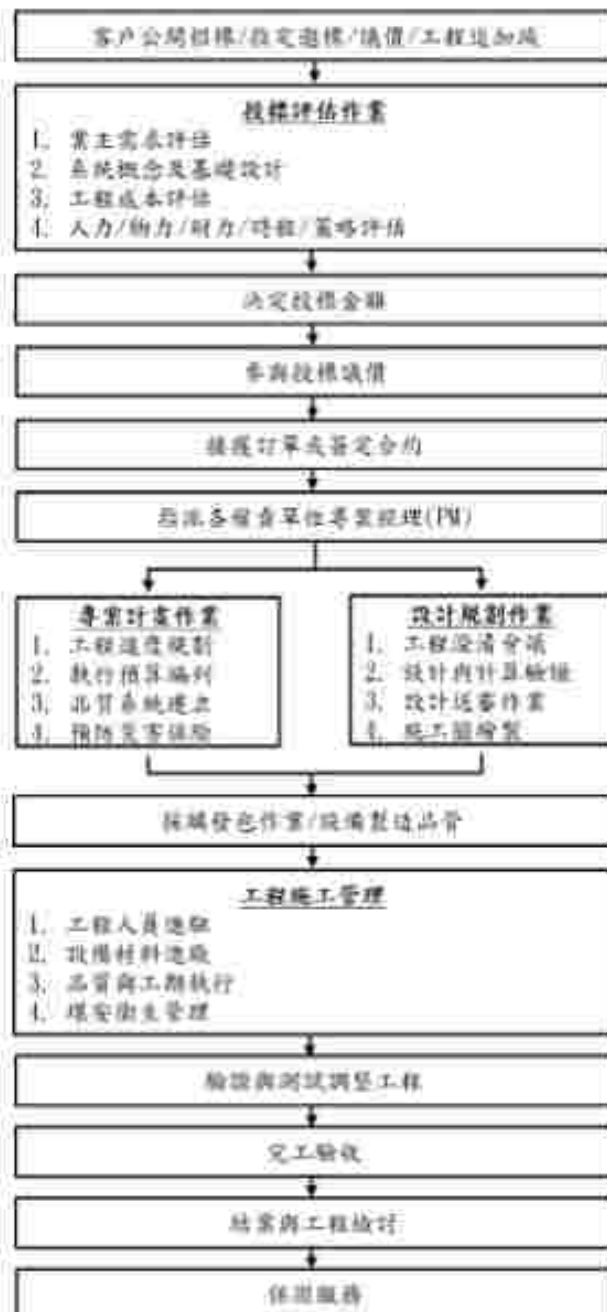 客戶公開招標/指定邀標/議價/工程追加減
投標評估作業
1. 業主需求評估
2. 系統概念及基礎設計
3. 工程成本評估
4. 人力/物力/財力/時程/策略評估
決定投標金額
參與投標議價
接獲訂單或簽定合約
指派各權責單位專案經理(PM)
專案計畫作業
1. 工程進度規劃
2. 執行預算編列
3. 品質系統建立
4. 預防災害保險
設計規劃作業
1. 工程澄清分議
2. 設計內計算驗證
3. 設計送審作業
4. 施工圖繪製
採購發包作業/設備製造品管
工程施工管理
1. 工程人員進駐
2. 設備材料進廠
3. 品質與工期執行
4. 環安衛生管理
驗證與測試調整工程
完工驗收
結案與工程檢討
保固服務